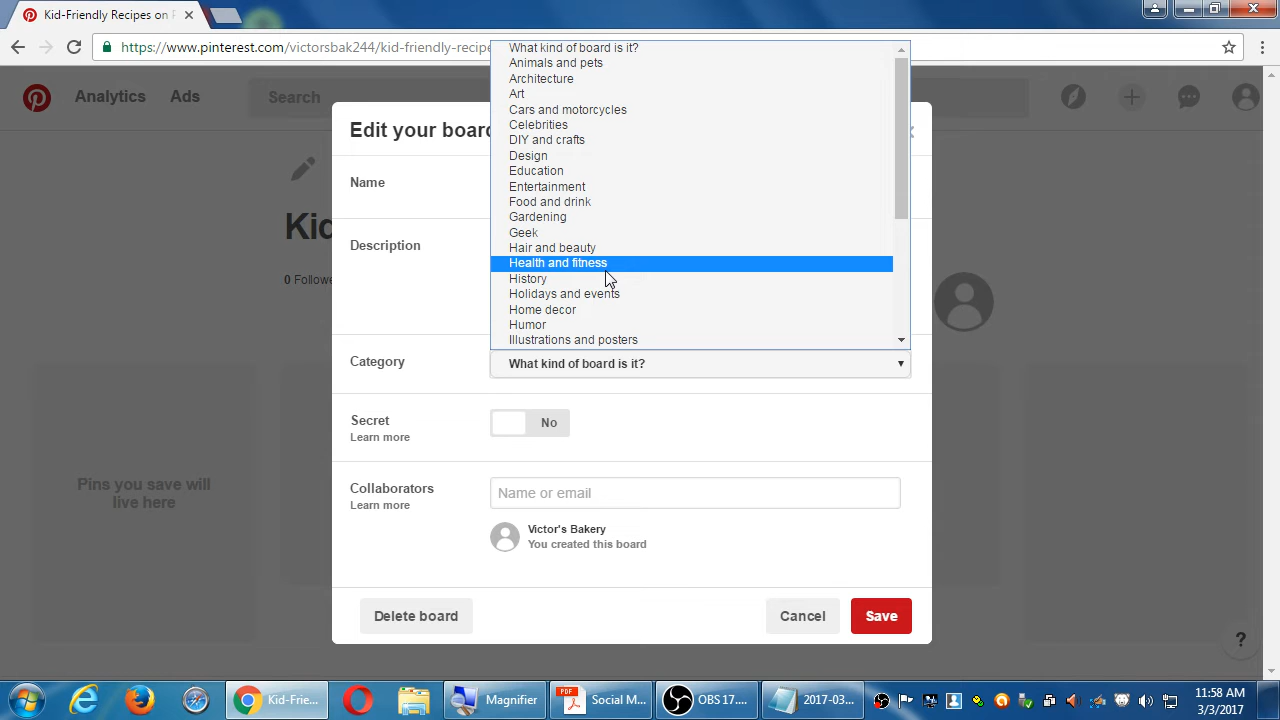 Kid-Friendly Recipes on P
https://www.pinterest.com/victorsbak244/kid-friendly-recipe
Analytics
Ads
Search
Edit your board
Name
Kid
Description
0 Followe
What kind of board is it?
Animals and pets
Architecture
Art
Cars and motorcycles
Celebrities
DIY and crafts
Design
Education
Entertainment
Food and drink
Gardening
Geek
Hair and beauty
Health and fitness
History
Holidays and events
Home decor
Humor
Illustrations and posters
Category
What kind of board is it?
Secret
Learn more
No
Pins you save will
live here
Collaborators
Learn more
Name or email
Victor's Bakery
You created this board
Delete board
Cancel
Save
?
Kid-Frie...
Magnifier
PDF
Social M...
OBS 17....
2017-03...
11:58 AM
3/3/2017